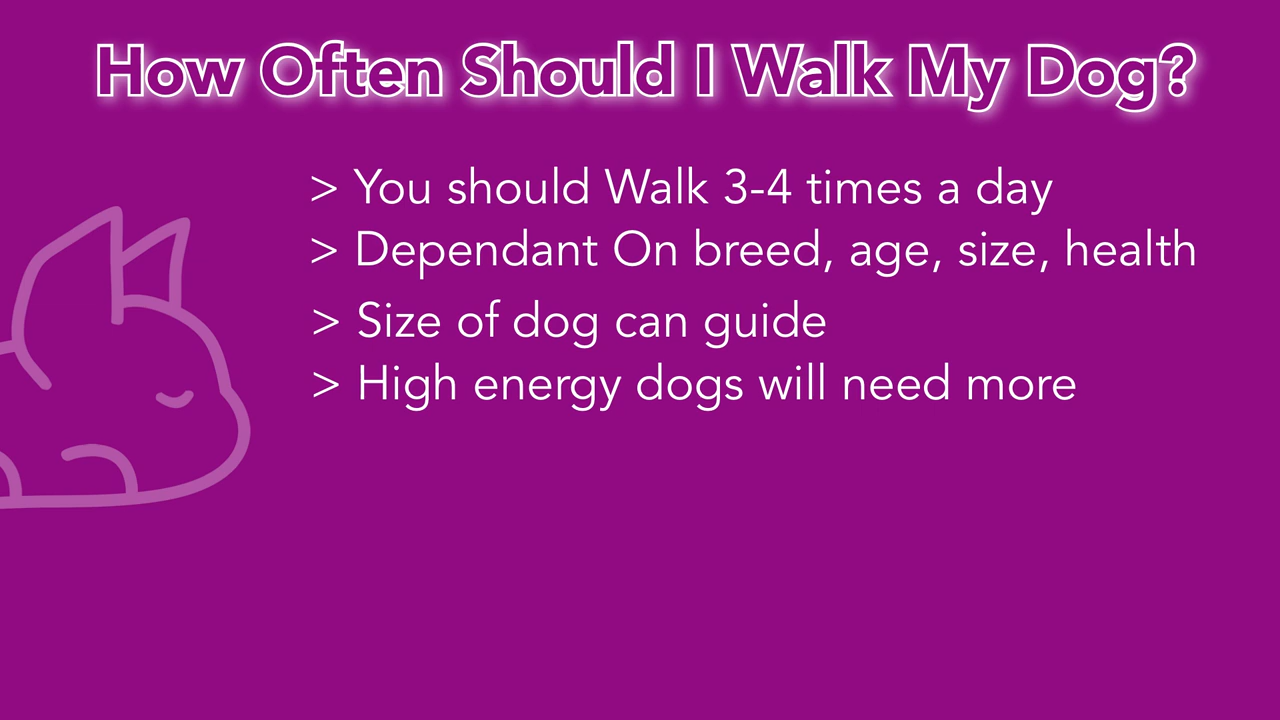 How Often Should I Walk My Dog?
> You should Walk 3-4 times a day
> Dependant On breed, age, size, health
> Size of dog can guide
> High energy dogs will need more